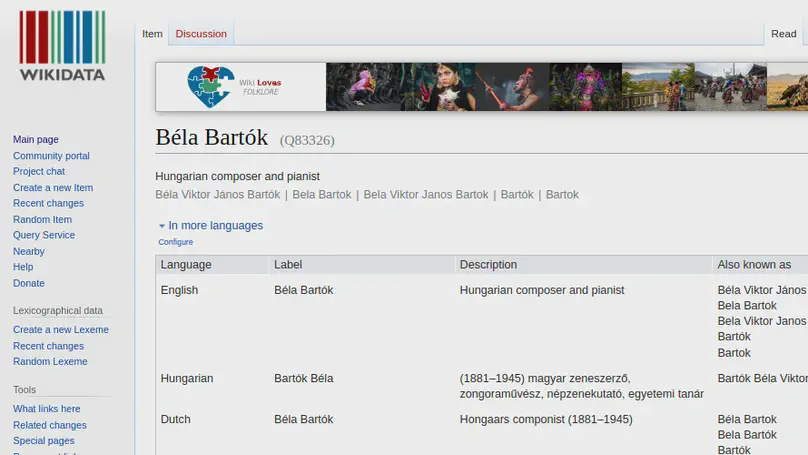 WIKIDATA
Main page
Community portal
Project chat
Create a new Item
Recent changes
Random Item
Query Service
Nearby
Help
Donate
Lexicographical data
Create a new Lexeme
Recent changes
Random Lexeme
Tools
What links here
Related changes
Special pages
Item
Discussion
Read
Wiki Loves
FOLKLORE
Béla Bartók (Q83326)
Hungarian composer and pianist
Béla Viktor János Bartók | Bela Bartok | Bela Viktor Janos Bartok | Bartók | Bartok
In more languages
Configure
Language Label Description Also known as
English Béla Bartók Hungarian composer and pianist Béla Viktor János
Bela Bartok
Bela Viktor Janos
Bartók
Bartok
Hungarian Bartók Béla (1881–1945) magyar zeneszerző, Bartók Béla Viktor
zongoraművész, népzenekutató, egyetemi tanár
Dutch Béla Bartók Hongaars componist (1881–1945) Béla Bartok
Bela Bartók
Bartók